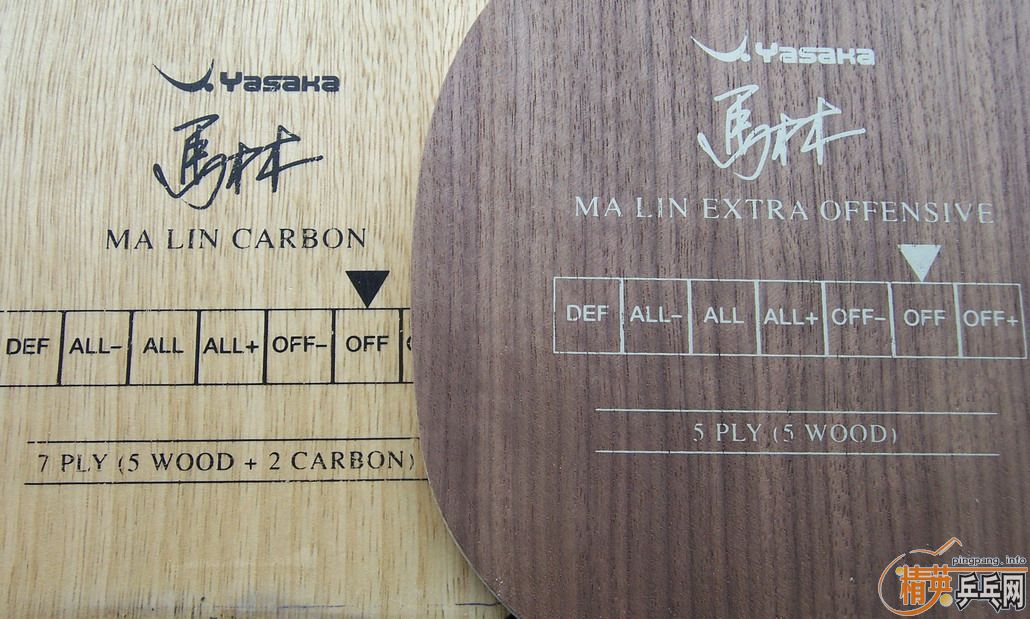 Yasaka
馬林
MA LIN CARBON
DEF ALL- ALL ALL+ OFF- OFF
7 PLY (5 WOOD + 2 CARBON)
Yasaka
馬林
MA LIN EXTRA OFFENSIVE
DEF ALL- ALL ALL+ OFF- OFF OFF+
5 PLY (5 WOOD)
pingpang.info
精英乒乓网